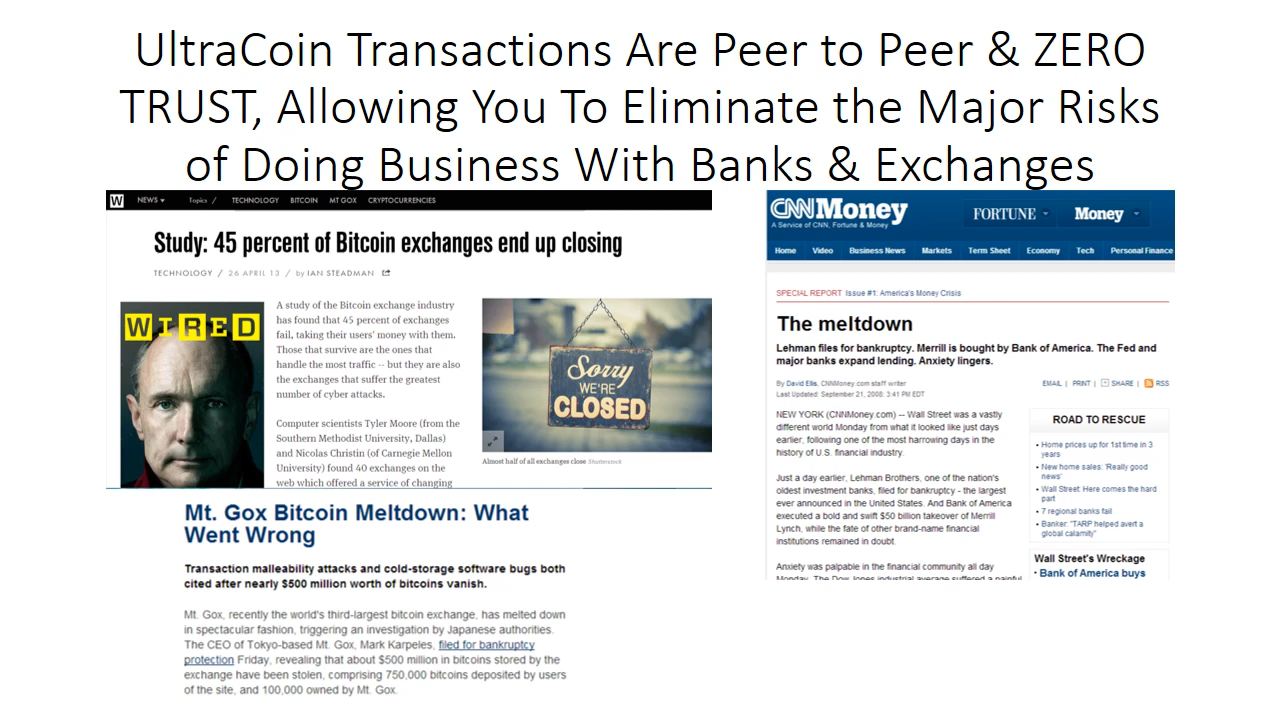 UltraCoin Transactions Are Peer to Peer & ZERO
TRUST, Allowing You To Eliminate the Major Risks
of Doing Business With Banks & Exchanges
W NEWS Topics / TECHNOLOGY BITCOIN MT GOX CRYPTOCURRENCIES
Study: 45 percent of Bitcoin exchanges end up closing
TECHNOLOGY / 26 APRIL 13 / by IAN STEADMAN
WIRED
A study of the Bitcoin exchange industry
has found that 45 percent of exchanges
fail, taking their users' money with them.
Those that survive are the ones that
handle the most traffic -- but they are also
the exchanges that suffer the greatest
number of cyber attacks.
Computer scientists Tyler Moore (from the
Southern Methodist University, Dallas)
and Nicolas Christin (of Carnegie Mellon
University) found 40 exchanges on the
web which offered a service of changing
Sorry
WE'RE
CLOSED
Almost half of all exchanges close Shutterstock
Mt. Gox Bitcoin Meltdown: What
Went Wrong
Transaction malleability attacks and cold-storage software bugs both
cited after nearly $500 million worth of bitcoins vanish.
Mt. Gox, recently the world's third-largest bitcoin exchange, has melted down
in spectacular fashion, triggering an investigation by Japanese authorities.
The CEO of Tokyo-based Mt. Gox, Mark Karpeles, filed for bankruptcy
protection Friday, revealing that about $500 million in bitcoins stored by the
exchange have been stolen, comprising 750,000 bitcoins deposited by users
of the site, and 100,000 owned by Mt. Gox.
CNNMoney FORTUNE Money
A Service of CNN, Fortune & Money
Home Video Business News Markets Term Sheet Economy Tech Personal Finance
SPECIAL REPORT Issue #1: America's Money Crisis
The meltdown
Lehman files for bankruptcy. Merrill is bought by Bank of America. The Fed and
major banks expand lending. Anxiety lingers.
By David Ellis, CNNMoney.com staff writer
Last Updated: September 21, 2008: 3:41 PM EDT
EMAIL | PRINT | SHARE | RSS
NEW YORK (CNNMoney.com) -- Wall Street was a vastly
different world Monday from what it looked like just days
earlier, following one of the most harrowing days in the
history of U.S. financial industry.
Just a day earlier, Lehman Brothers, one of the nation's
oldest investment banks, filed for bankruptcy - the largest
ever announced in the United States. And Bank of America
executed a bold and swift $50 billion takeover of Merrill
Lynch, while the fate of other brand-name financial
institutions remained in doubt.
Anxiety was palpable in the financial community all day
Monday. The Dow Jones industrial average suffered a painful
ROAD TO RESCUE
• Home prices up for 1st time in 3
years
• New home sales: 'Really good
news'
• Wall Street: Here comes the hard
part
• 7 regional banks fail
• Banker: "TARP helped avert a
global calamity"
Wall Street's Wreckage
• Bank of America buys